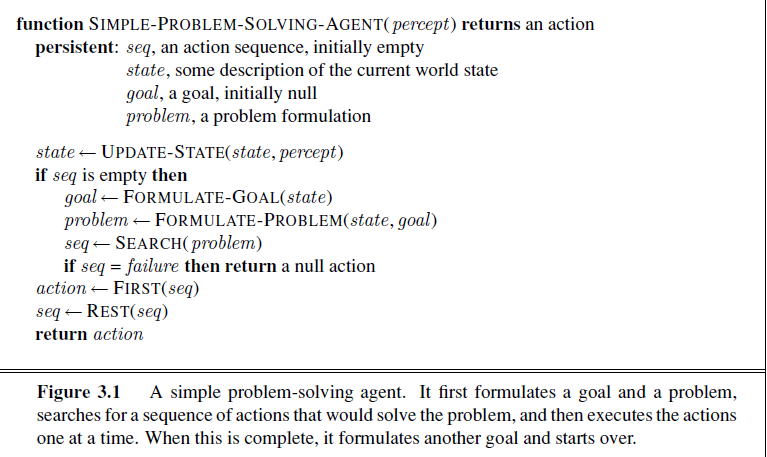 function SIMPLE-PROBLEM-SOLVING-AGENT(percept) returns an action
persistent: seq, an action sequence, initially empty
state, some description of the current world state
goal, a goal, initially null
problem, a problem formulation
state ← UPDATE-STATE(state, percept)
if seq is empty then
goal ← FORMULATE-GOAL(state)
problem ← FORMULATE-PROBLEM(state, goal)
seq ← SEARCH(problem)
if seq = failure then return a null action
action ← FIRST(seq)
seq ← REST(seq)
return action
Figure 3.1 A simple problem-solving agent. It first formulates a goal and a problem,
searches for a sequence of actions that would solve the problem, and then executes the actions
one at a time. When this is complete, it formulates another goal and starts over.